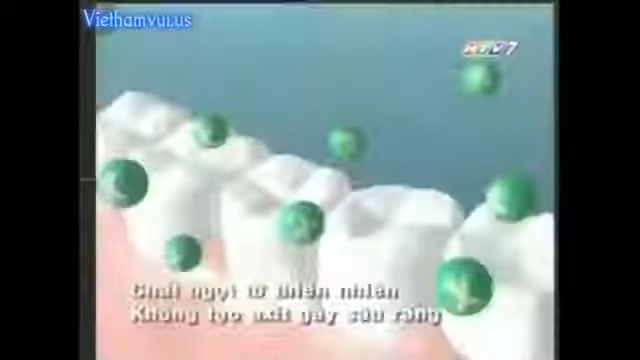 Viethamvui.us
HTV7
Chất ngọt từ thiên nhiên
Không tạo axit gây sâu răng